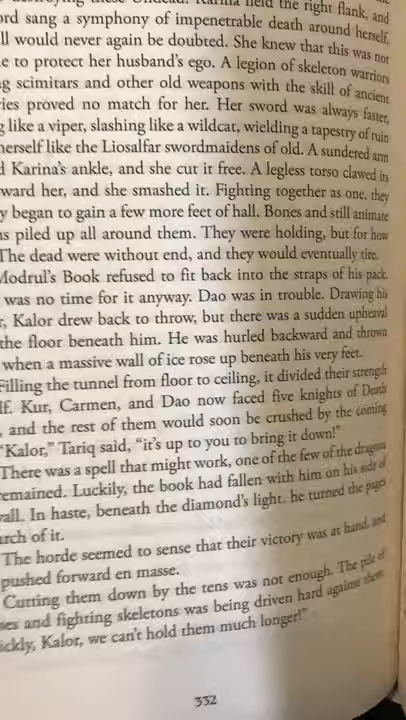 these Undead. Karina held the right flank, and
ord sang a symphony of impenetrable death around herself,
ll would never again be doubted. She knew that this was not
e to protect her husband's ego. A legion of skeleton warriors
g scimitars and other old weapons with the skill of ancient
ies proved no match for her. Her sword was always faster,
g like a viper, slashing like a wildcat, wielding a tapestry of ruin
herself like the Liosalfar swordmaidens of old. A sundered arm
d Karina's ankle, and she cut it free. A legless torso clawed its
ward her, and she smashed it. Fighting together as one, they
y began to gain a few more feet of hall. Bones and still animate
ns piled up all around them. They were holding, but for how
The dead were without end, and they would eventually tire.
Modrul's Book refused to fit back into the straps of his pack.
was no time for it anyway. Dao was in trouble. Drawing his
r, Kalor drew back to throw, but there was a sudden upheaval
the floor beneath him. He was hurled backward and thrown
when a massive wall of ice rose up beneath his very feet.
Filling the tunnel from floor to ceiling, it divided their strength
lf. Kur, Carmen, and Dao now faced five knights of Death
, and the rest of them would soon be crushed by the coming
"Kalor," Tariq said, "it's up to you to bring it down!"
There was a spell that might work, one of the few of the dragons
remained. Luckily, the book had fallen with him on his side of
wall. In haste, beneath the diamond's light, he turned the pages
arch of it.
The horde seemed to sense that their victory was at hand, and
pushed forward en masse.
Cutting them down by the tens was not enough. The pile of
ses and fighting skeletons was being driven hard against them.
ickly, Kalor, we can't hold them much longer!"
332